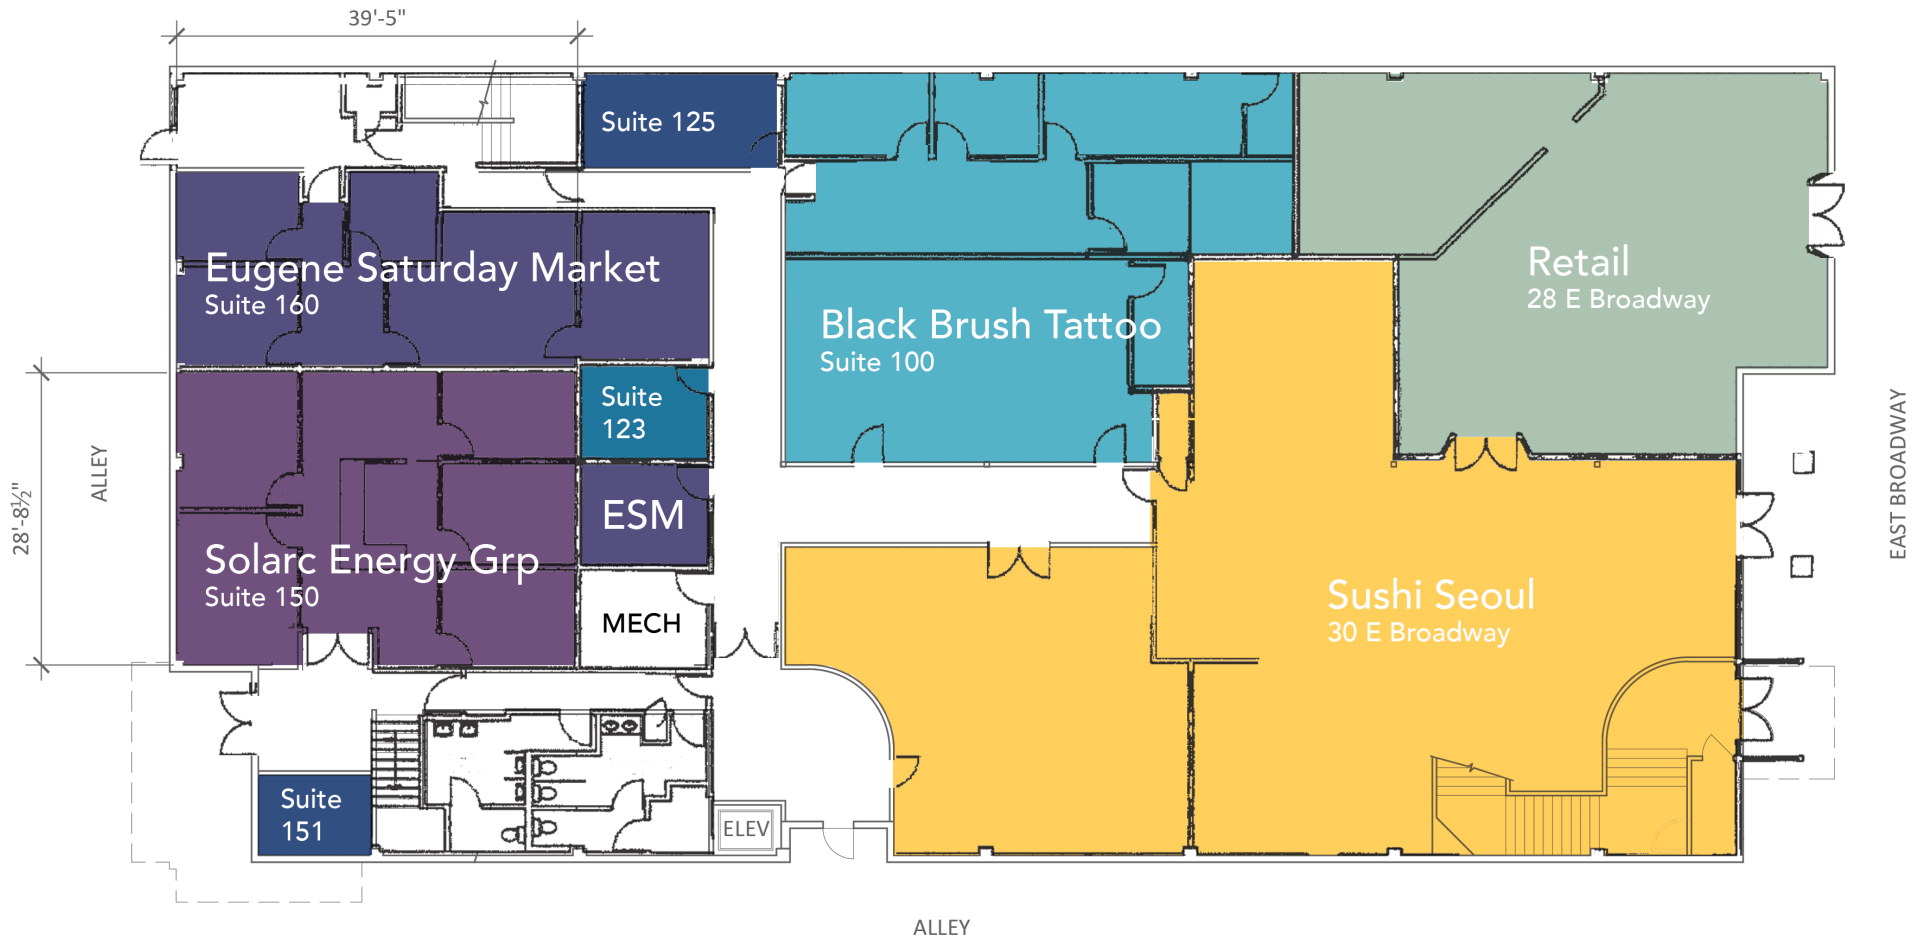 39'-5"
Suite 125
Eugene Saturday Market
Suite 160
Retail
28 E Broadway
Black Brush Tattoo
Suite 100
Suite
123
ALLEY
28'-8½"
ESM
EAST BROADWAY
Solarc Energy Grp
Suite 150
MECH
Sushi Seoul
30 E Broadway
Suite
151
ELEV
ALLEY